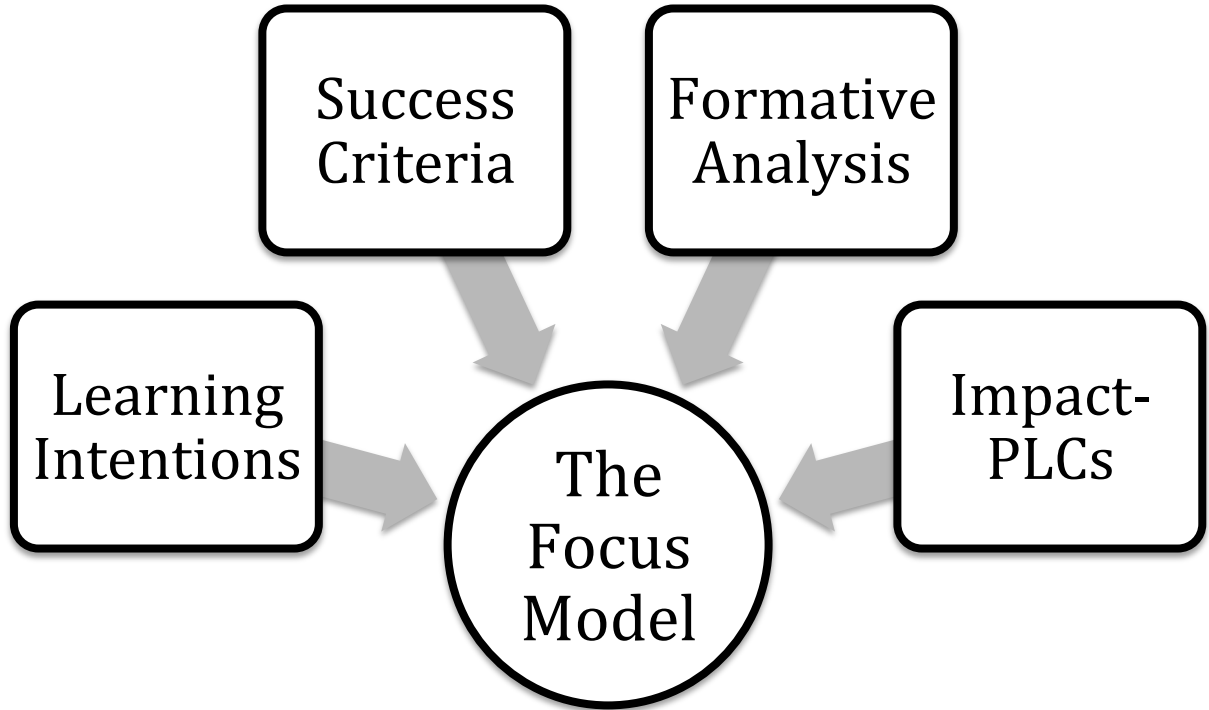 Success
Criteria
Formative
Analysis
Learning
Intentions
Impact-
PLCs
The
Focus
Model